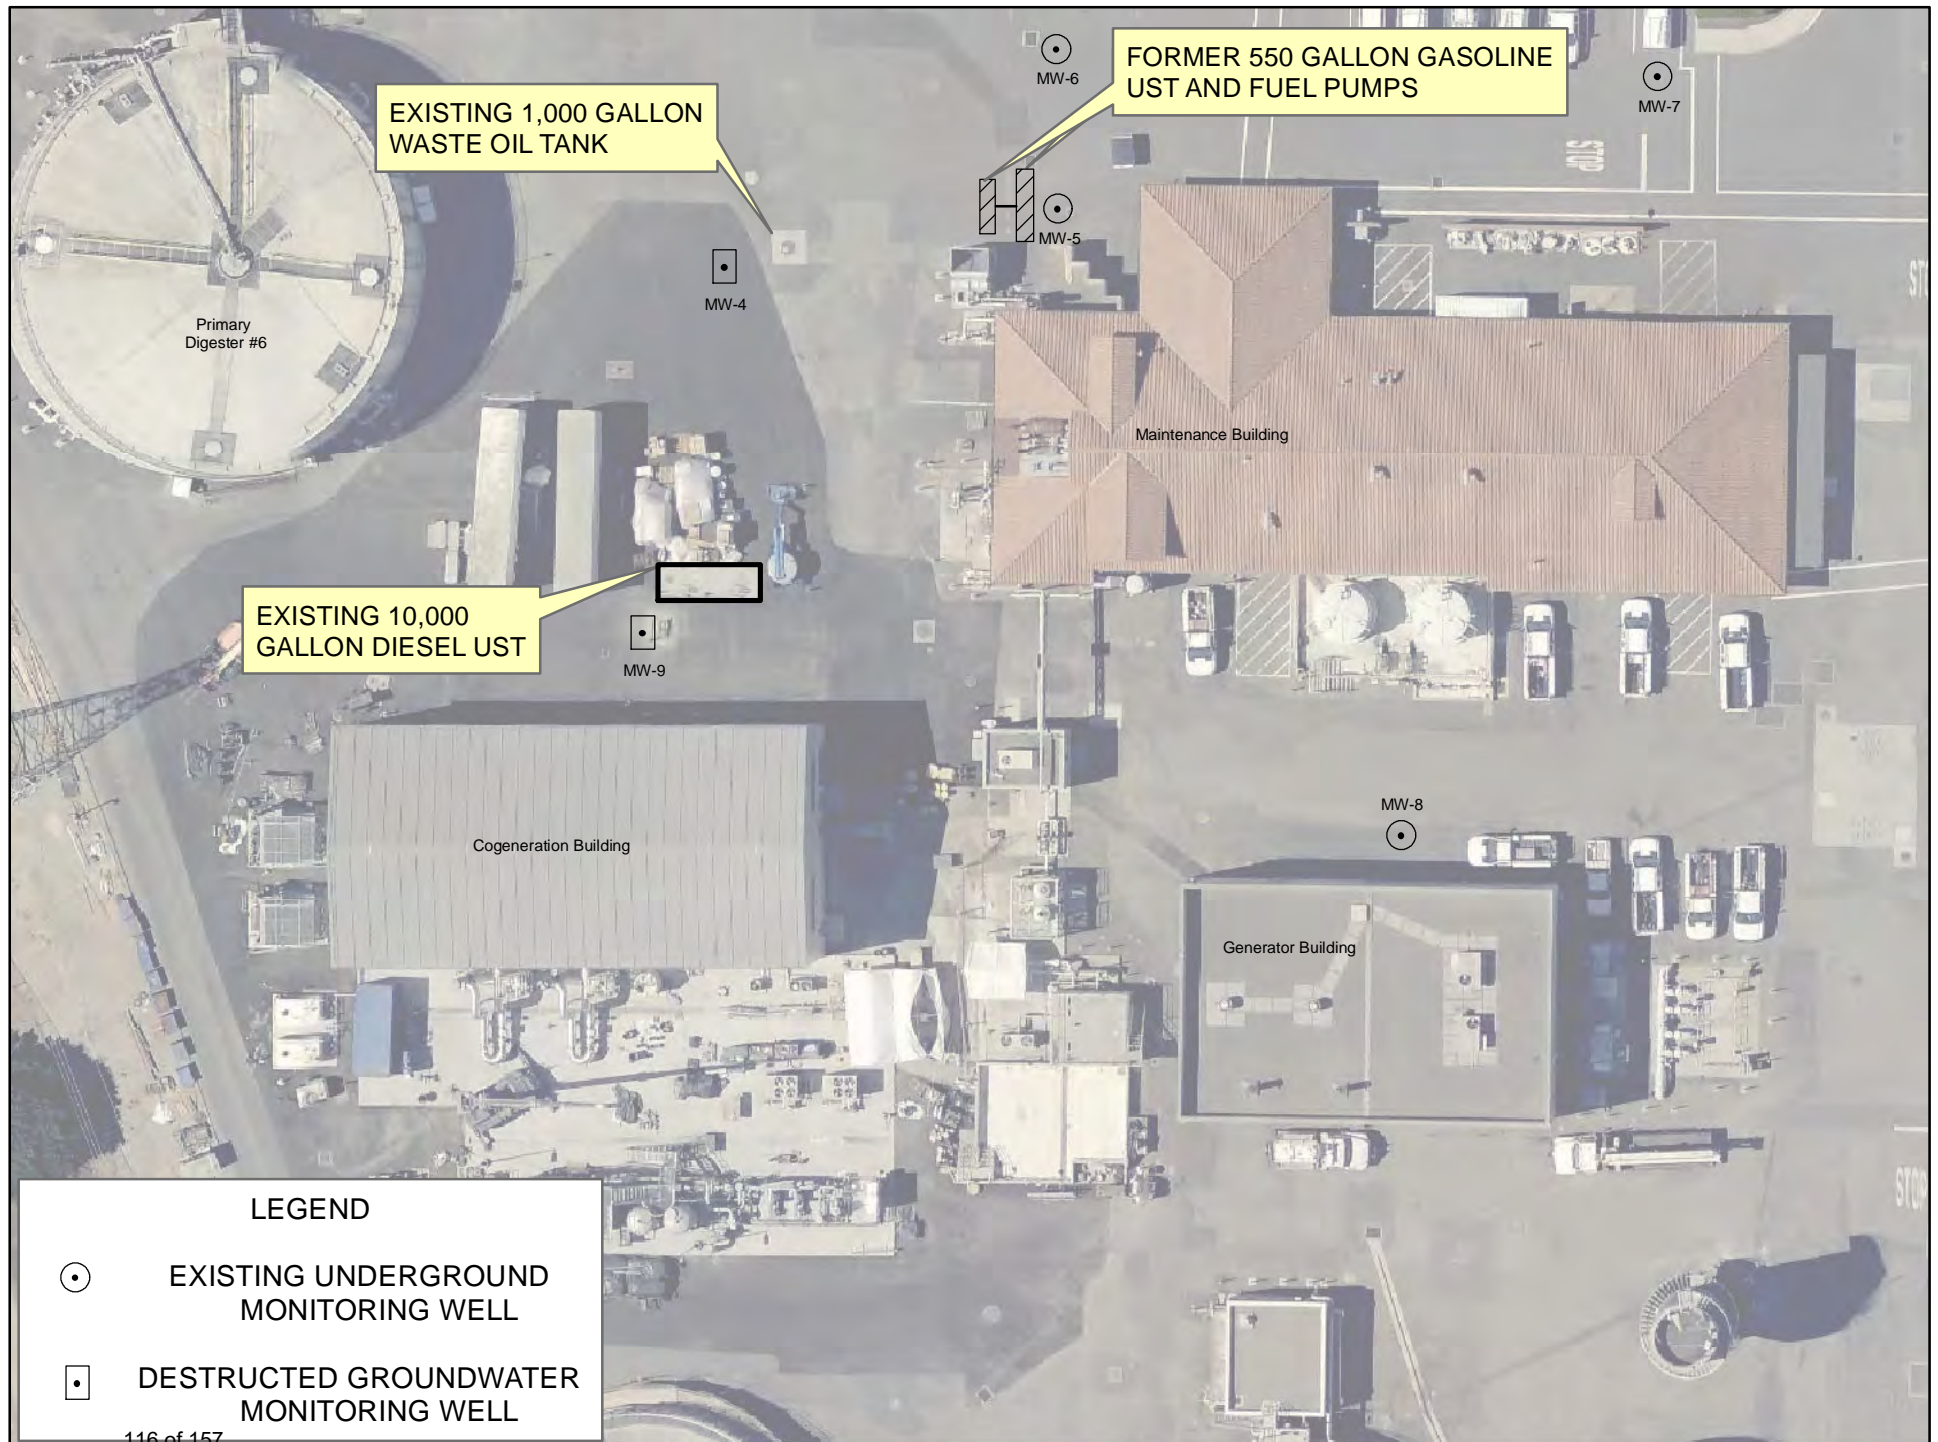 MW-6
FORMER 550 GALLON GASOLINE
UST AND FUEL PUMPS
MW-7
EXISTING 1,000 GALLON
WASTE OIL TANK
STOP
MW-5
MW-4
Primary
Digester #6
Maintenance Building
EXISTING 10,000
GALLON DIESEL UST
MW-9
MW-8
Cogeneration Building
Generator Building
STOP
LEGEND
EXISTING UNDERGROUND
MONITORING WELL
DESTRUCTED GROUNDWATER
MONITORING WELL
116 of 157